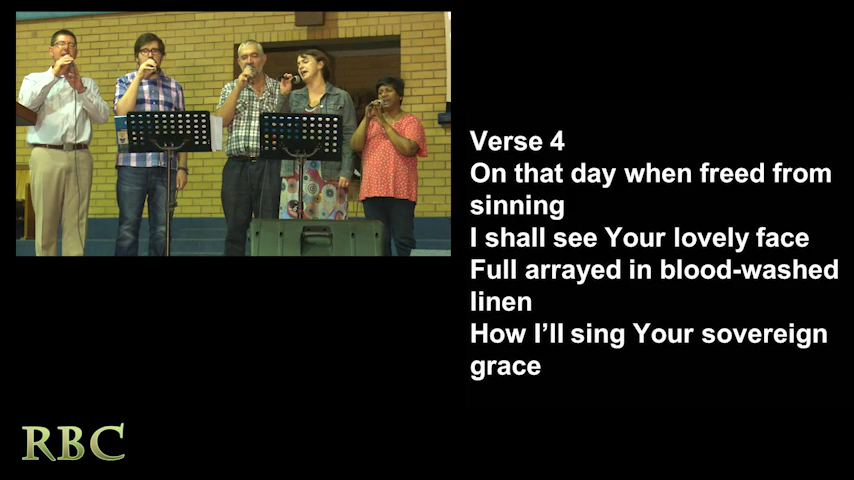 Verse 4
On that day when freed from
sinning
I shall see Your lovely face
Full arrayed in blood-washed
linen
How I’ll sing Your sovereign
grace
RBC